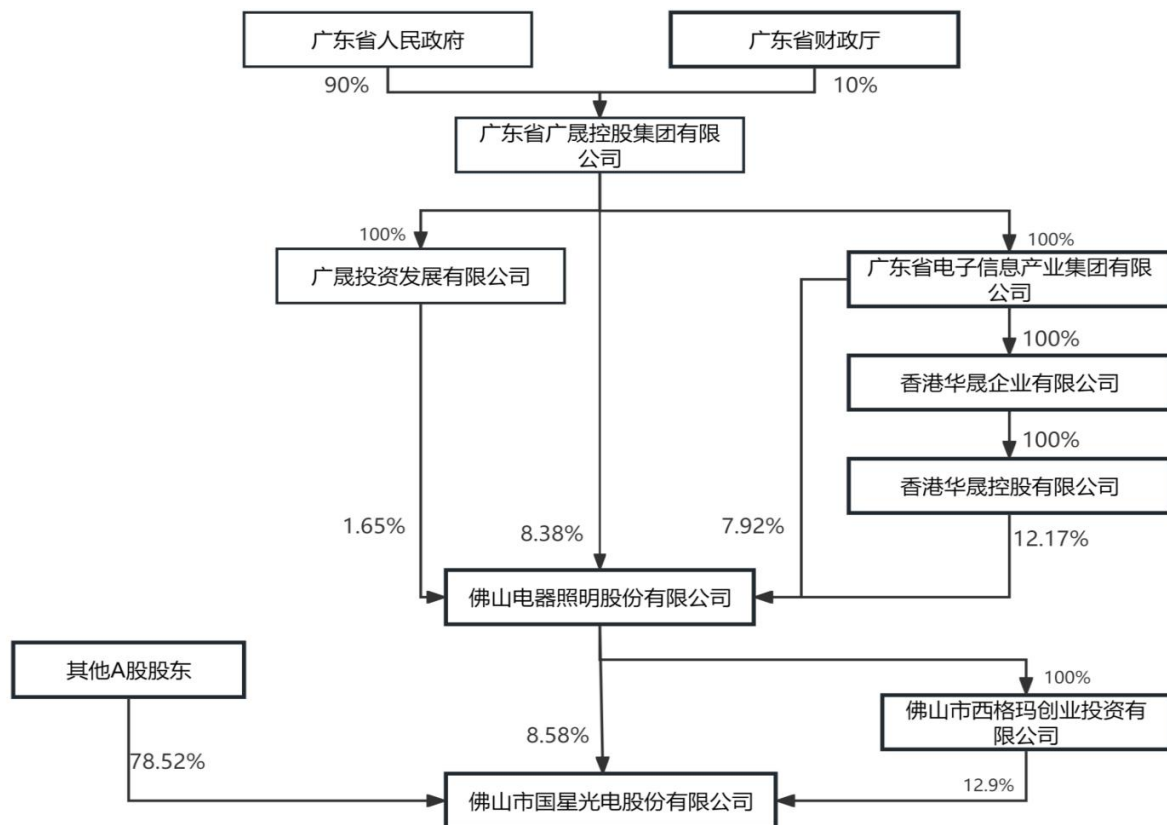 广东省人民政府
广东省财政厅
90%
10%
广东省广晟控股集团有限
公司
100%
100%
广晟投资发展有限公司
广东省电子信息产业集团有限
公司
100%
香港华晟企业有限公司
100%
香港华晟控股有限公司
1.65%
8.38%
7.92%
12.17%
佛山电器照明股份有限公司
其他A股股东
100%
佛山市西格玛创业投资有
限公司
78.52%
8.58%
12.9%
佛山市国星光电股份有限公司